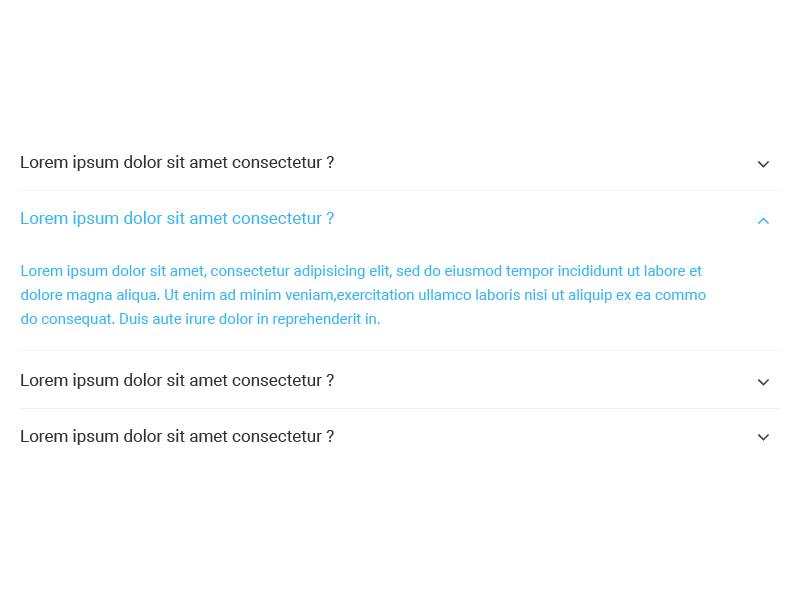 Lorem ipsum dolor sit amet consectetur ?
Lorem ipsum dolor sit amet consectetur ?
Lorem ipsum dolor sit amet, consectetur adipisicing elit, sed do eiusmod tempor incididunt ut labore et
dolore magna aliqua. Ut enim ad minim veniam,exercitation ullamco laboris nisi ut aliquip ex ea commo
do consequat. Duis aute irure dolor in reprehenderit in.
Lorem ipsum dolor sit amet consectetur ?
Lorem ipsum dolor sit amet consectetur ?